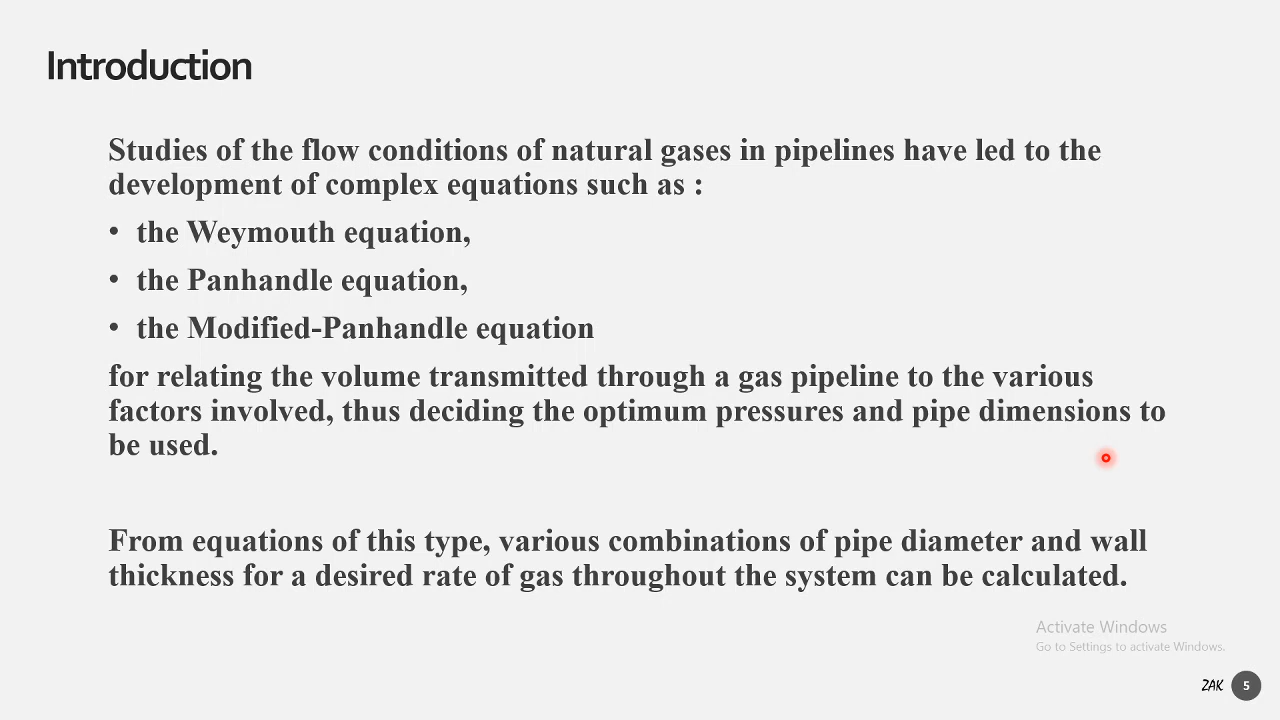 Introduction
Studies of the flow conditions of natural gases in pipelines have led to the
development of complex equations such as :
• the Weymouth equation,
• the Panhandle equation,
• the Modified-Panhandle equation
for relating the volume transmitted through a gas pipeline to the various
factors involved, thus deciding the optimum pressures and pipe dimensions to
be used.
From equations of this type, various combinations of pipe diameter and wall
thickness for a desired rate of gas throughout the system can be calculated.
Activate Windows
Go to Settings to activate Windows.
ZAK 5